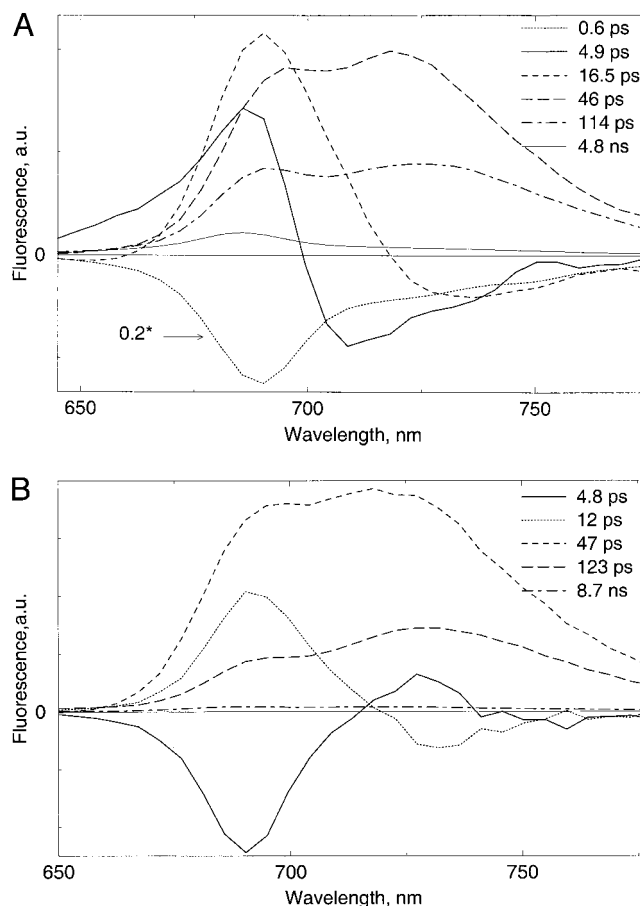 A
Fluorescence, a.u.
0
0.2*
0.6 ps
4.9 ps
16.5 ps
46 ps
114 ps
4.8 ns
650
700
750
Wavelength, nm
B
Fluorescence,a.u.
0
4.8 ps
12 ps
47 ps
123 ps
8.7 ns
650
700
750
Wavelength, nm